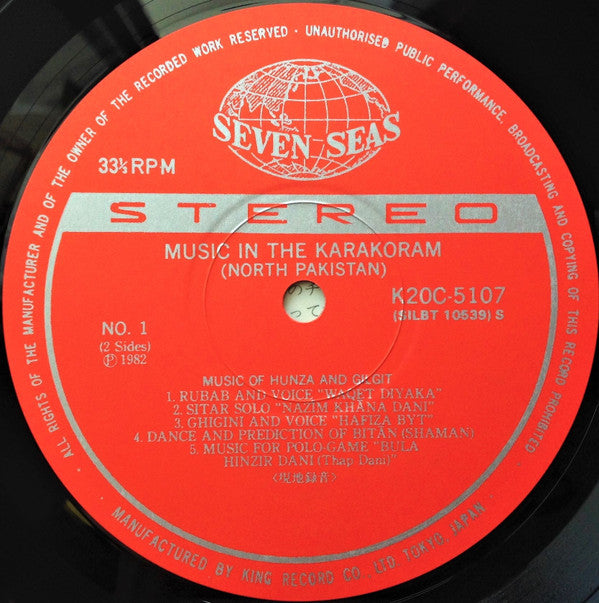 ALL RIGHTS OF THE MANUFACTURER AND OF THE OWNER OF THE RECORDED WORK RESERVED · UNAUTHORISED PUBLIC PERFORMANCE, BROADCASTING AND COPYING OF THIS RECORD PROHIBITED
SEVEN SEAS
33⅓ RPM
STEREO
MUSIC IN THE KARAKORAM
(NORTH PAKISTAN)
K20C-5107
(SILBT 10539) S
NO. 1
(2 Sides)
Ⓟ 1982
MUSIC OF HUNZA AND GILGIT
1. RUBAB AND VOICE "WAQET DIYAKA"
2. SITAR SOLO "NAZIM KHĀNA DANI"
3. GHIGINI AND VOICE "HAFIZA BYT"
4. DANCE AND PREDICTION OF BITĀN (SHAMAN)
5. MUSIC FOR POLO-GAME "BULA
HINZIR DANI (Thap Dani)"
〈現地録音〉
· MANUFACTURED BY KING RECORD CO., LTD. TOKYO, JAPAN ·